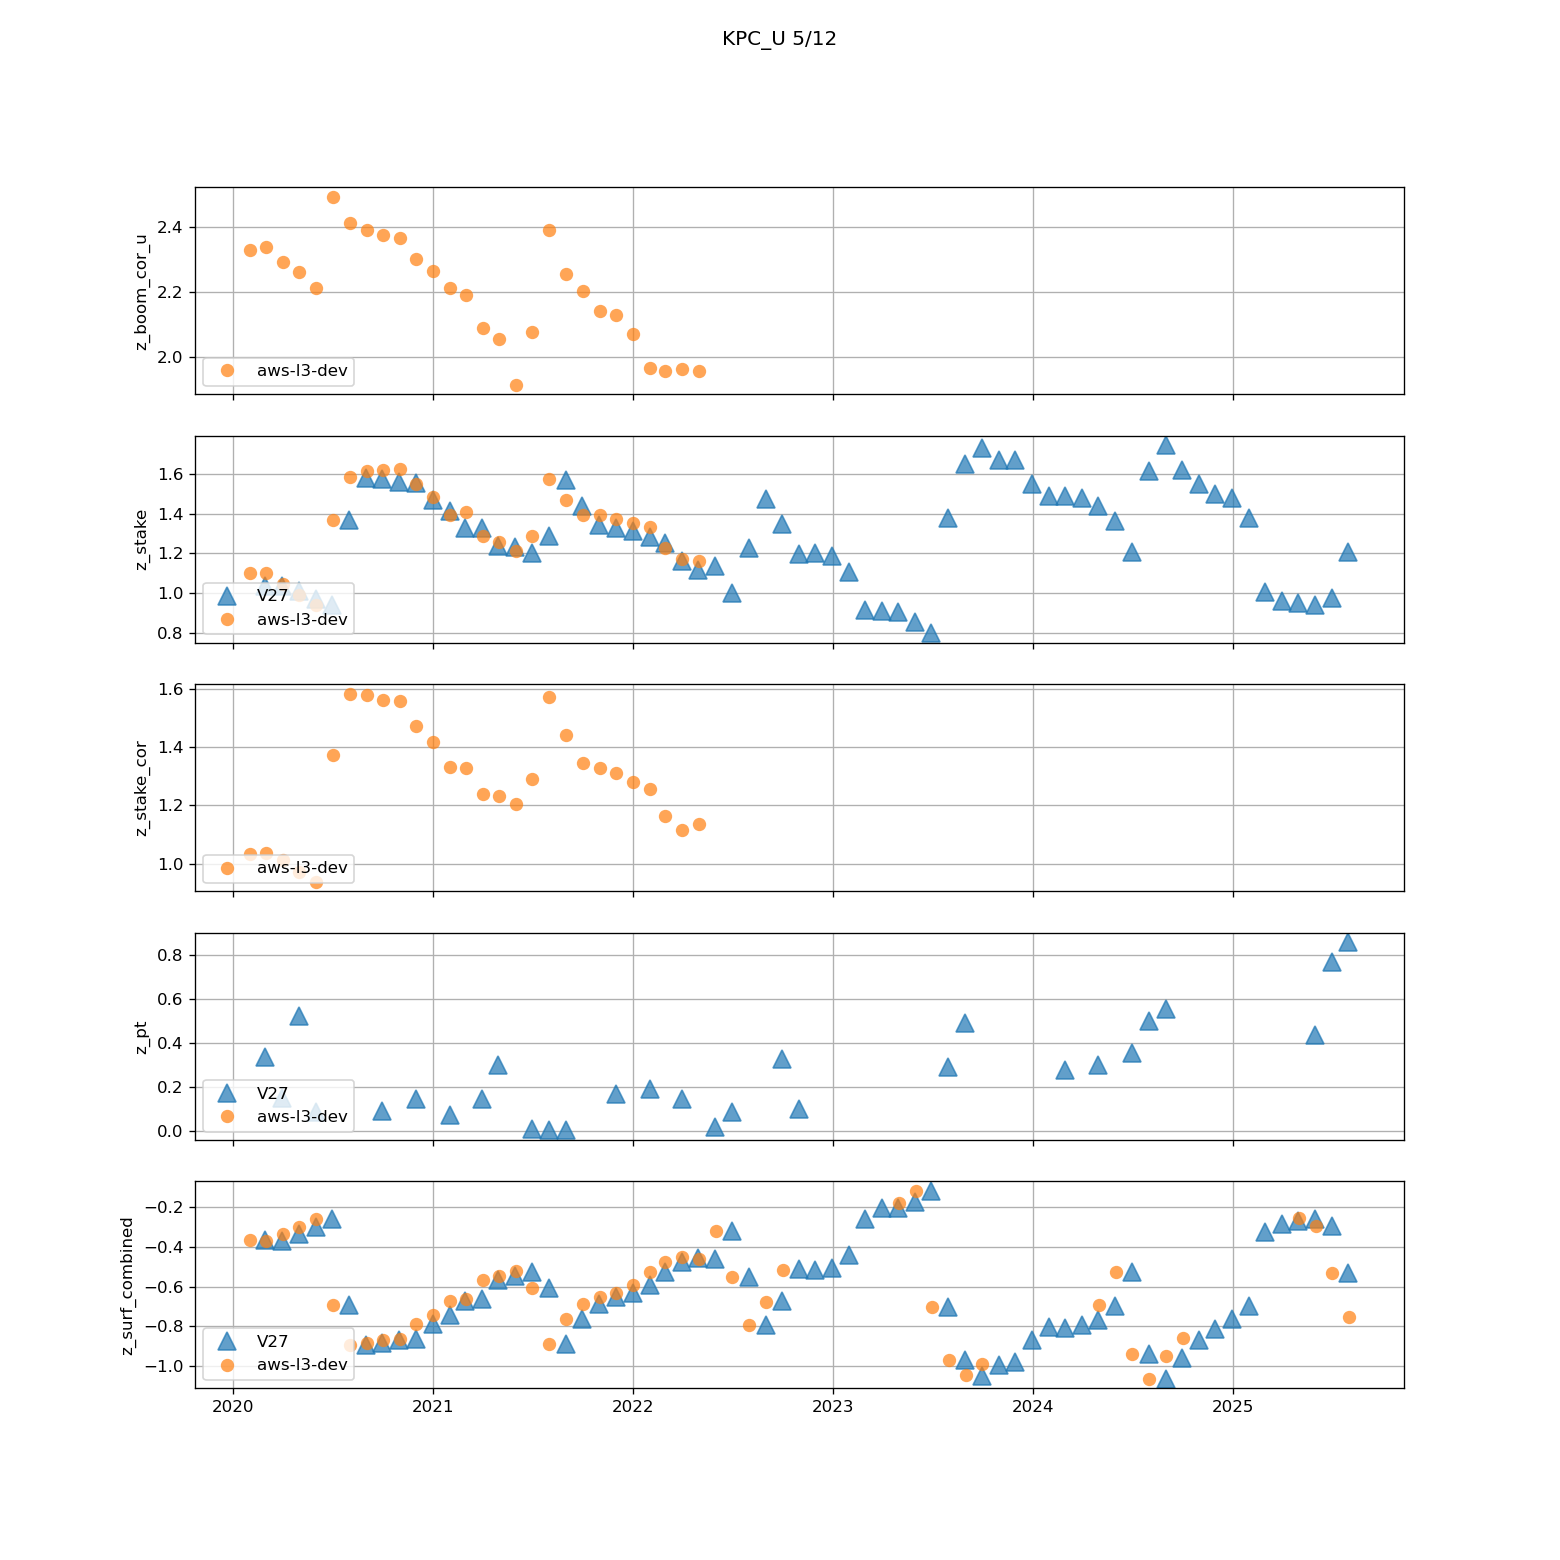 KPC_U 5/12
z_boom_cor_u
2.4
2.2
2.0
aws-l3-dev
z_stake
1.6
1.4
1.2
1.0
0.8
V27
aws-l3-dev
z_stake_cor
1.6
1.4
1.2
1.0
aws-l3-dev
z_pt
0.8
0.6
0.4
0.2
0.0
V27
aws-l3-dev
z_surf_combined
−0.2
−0.4
−0.6
−0.8
−1.0
V27
aws-l3-dev
2020 2021 2022 2023 2024 2025